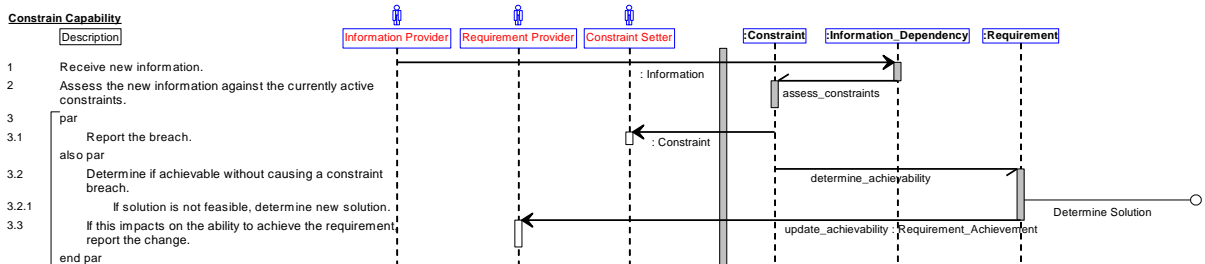 Constrain Capability
Description
Information Provider
Requirement Provider
Constraint Setter
:Constraint
:Information_Dependency
:Requirement
1 Receive new information.
: Information
2 Assess the new information against the currently active
constraints.
assess_constraints
3 par
3.1 Report the breach.
: Constraint
also par
3.2 Determine if achievable without causing a constraint
breach.
determine_achievability
3.2.1 If solution is not feasible, determine new solution.
Determine Solution
3.3 If this impacts on the ability to achieve the requirement,
report the change.
update_achievability : Requirement_Achievement
end par